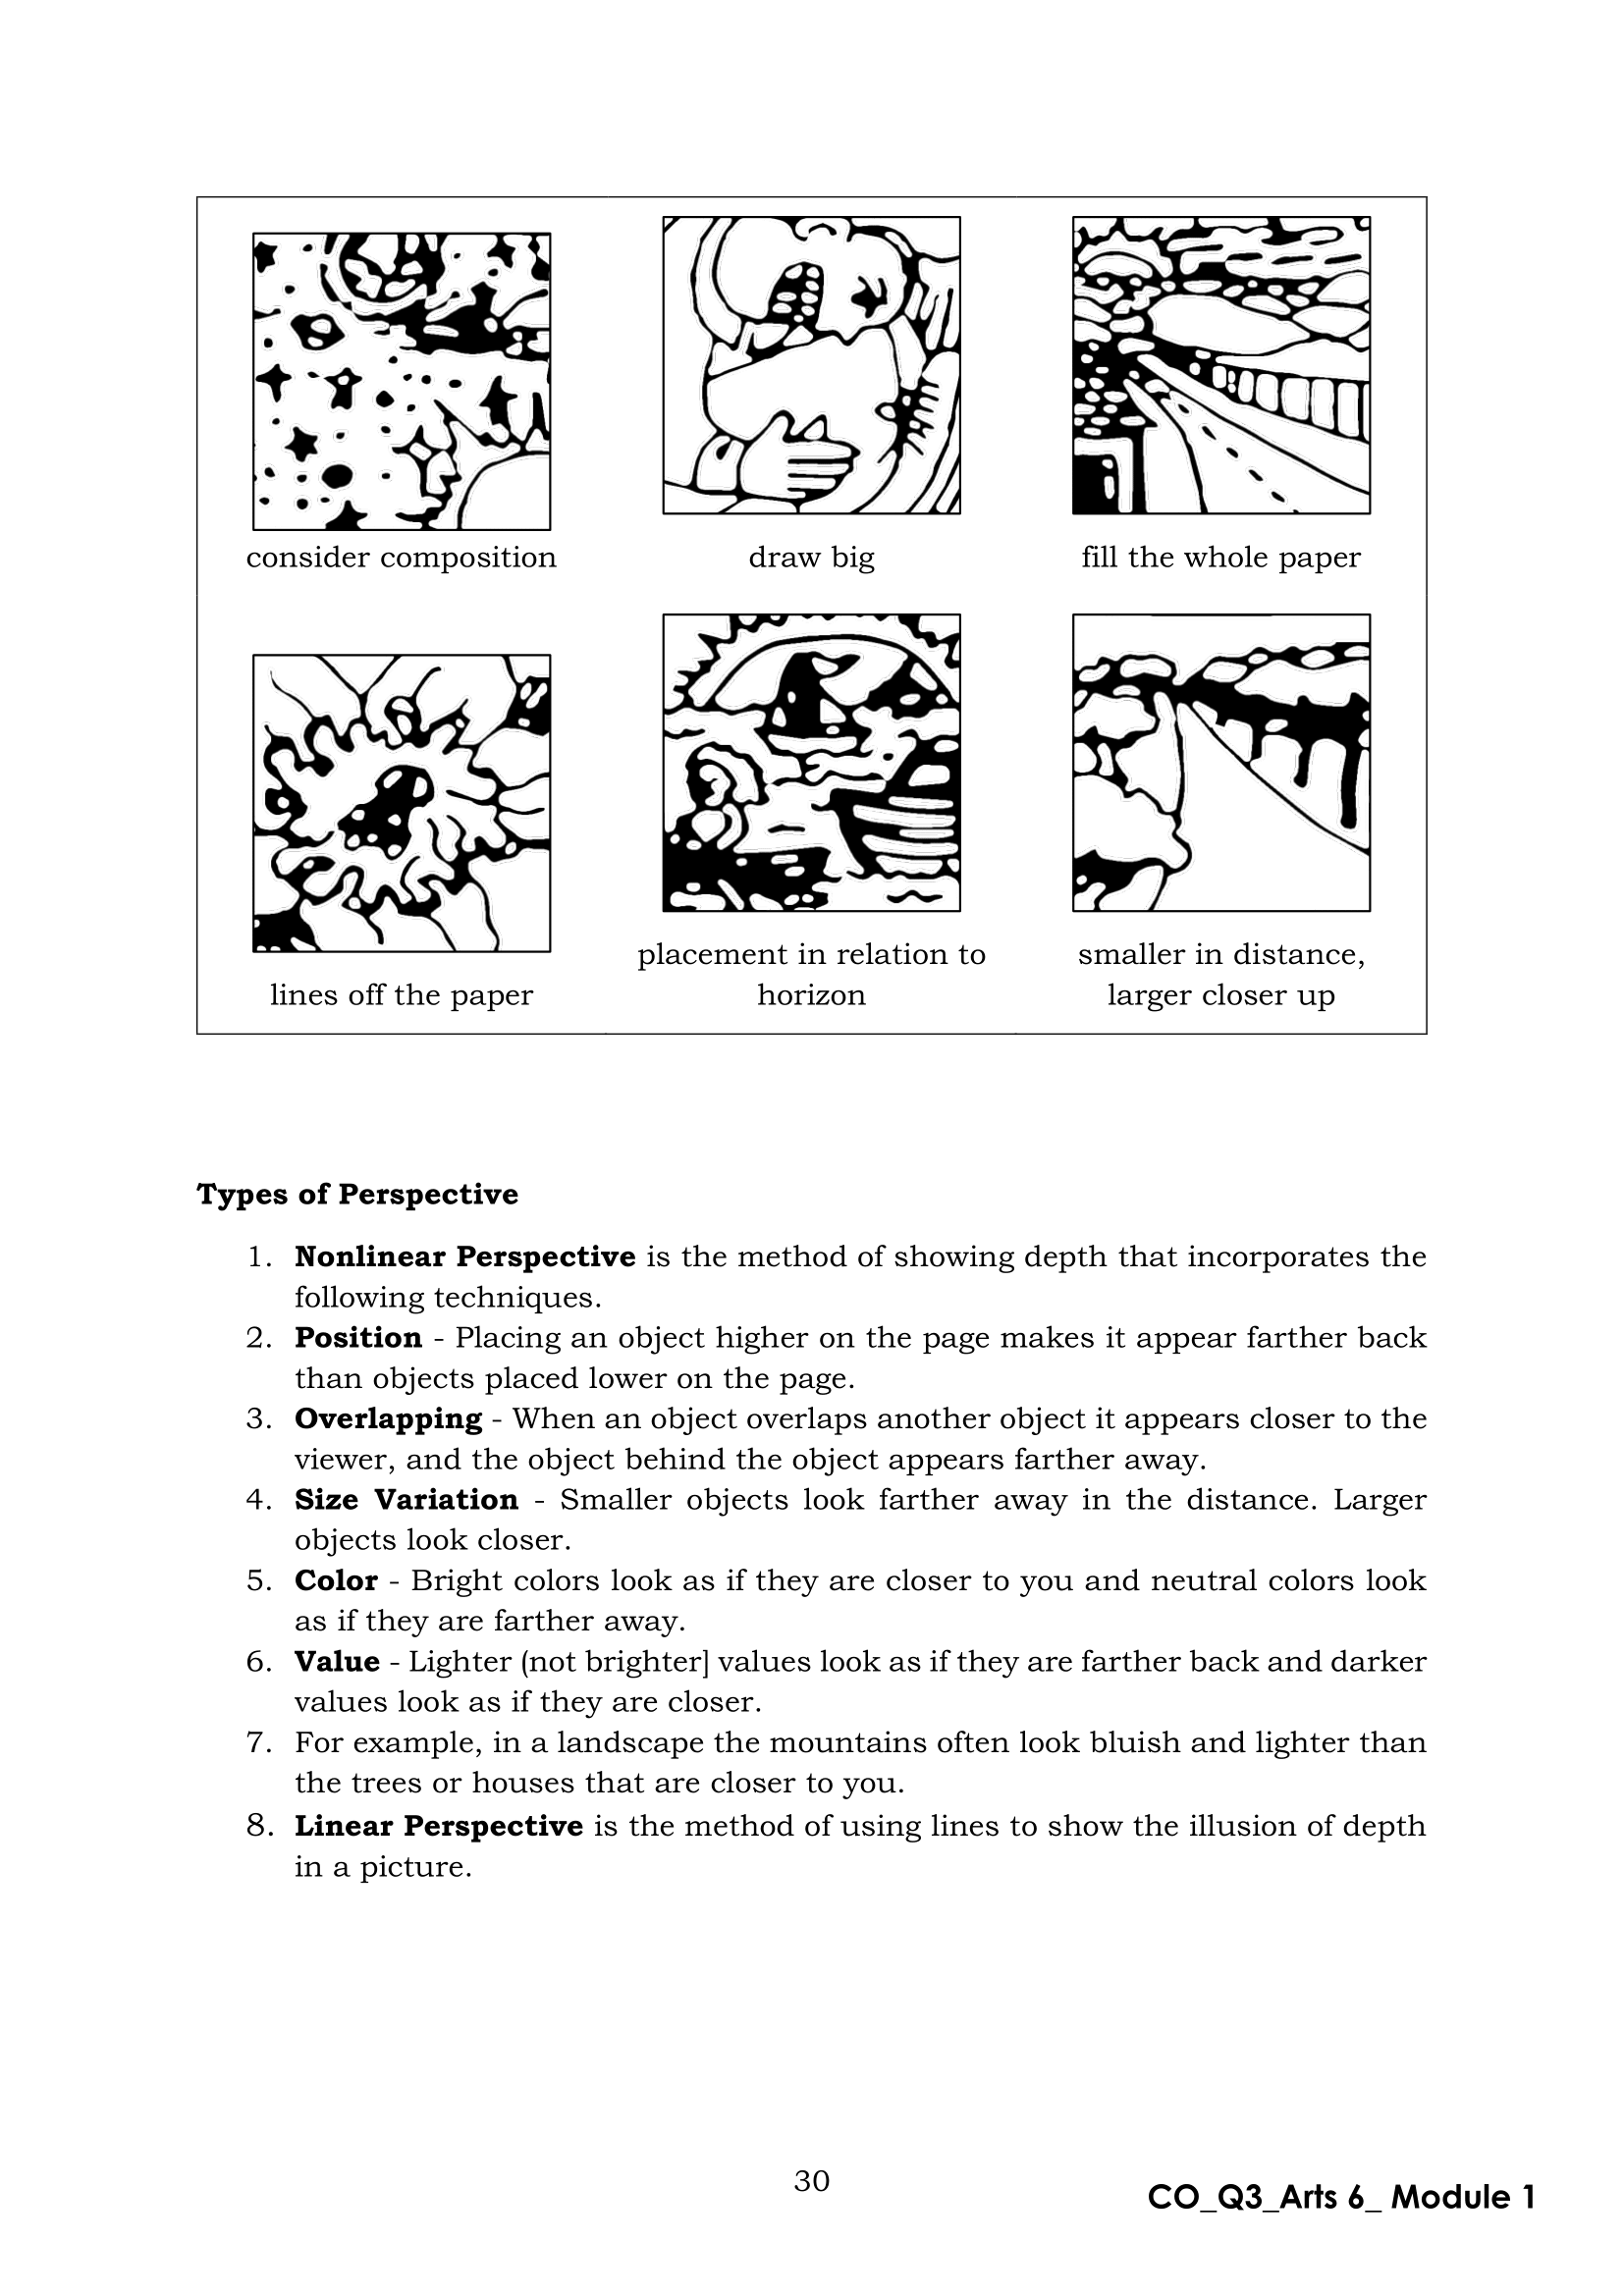 consider composition
draw big
fill the whole paper
lines off the paper
placement in relation to
horizon
smaller in distance,
larger closer up
Types of Perspective
1. Nonlinear Perspective is the method of showing depth that incorporates the
following techniques.
2. Position - Placing an object higher on the page makes it appear farther back
than objects placed lower on the page.
3. Overlapping - When an object overlaps another object it appears closer to the
viewer, and the object behind the object appears farther away.
4. Size Variation - Smaller objects look farther away in the distance. Larger
objects look closer.
5. Color - Bright colors look as if they are closer to you and neutral colors look
as if they are farther away.
6. Value - Lighter (not brighter] values look as if they are farther back and darker
values look as if they are closer.
7. For example, in a landscape the mountains often look bluish and lighter than
the trees or houses that are closer to you.
8. Linear Perspective is the method of using lines to show the illusion of depth
in a picture.
30
CO_Q3_Arts 6_ Module 1